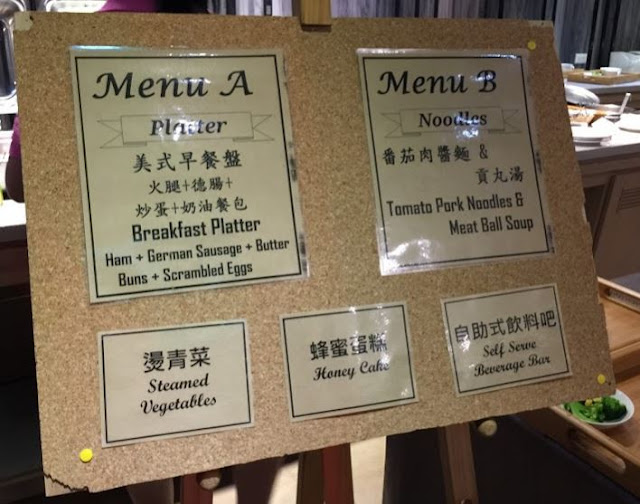 Menu A
Platter
美式早餐盤
火腿+德腸+
炒蛋+奶油餐包
Breakfast Platter
Ham + German Sausage + Butter
Buns + Scrambled Eggs
Menu B
Noodles
番茄肉醬麵 &
貢丸湯
Tomato Pork Noodles &
Meat Ball Soup
燙青菜
Steamed
Vegetables
蜂蜜蛋糕
Honey Cake
自助式飲料吧
Self Serve
Beverage Bar